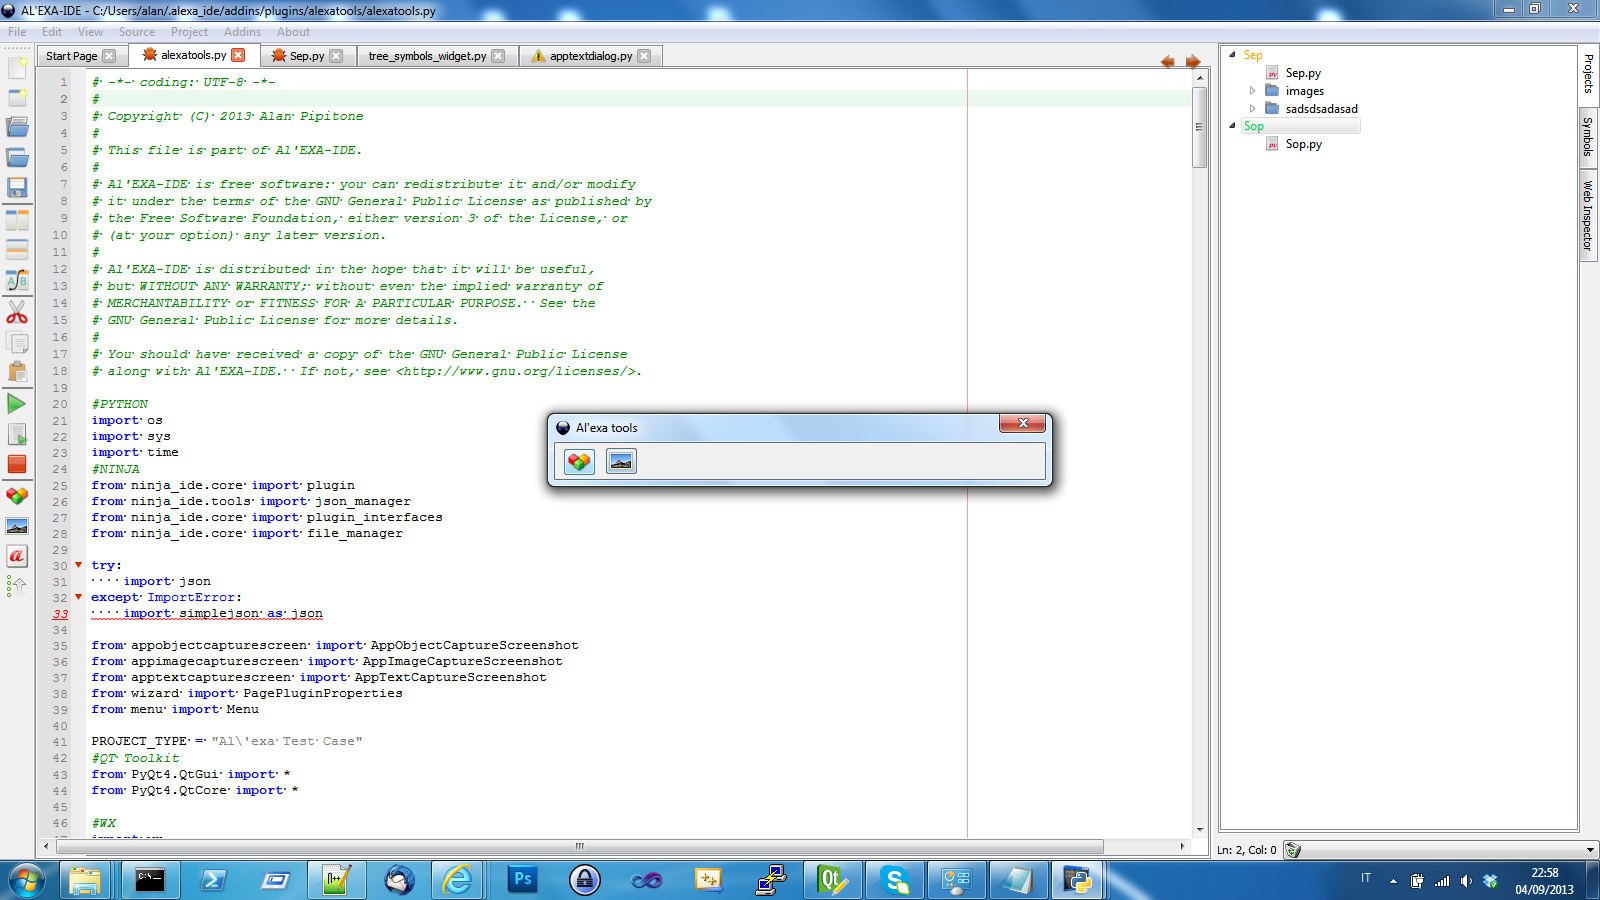 AL'EXA-IDE - C:/Users/alan/.alexa_ide/addins/plugins/alexatools/alexatools.py
File Edit View Source Project Addins About
Start Page alexatools.py Sep.py tree_symbols_widget.py apptextdialog.py
1 # -*- coding: UTF-8 -*-
2 #
3 # Copyright (C) 2013 Alan Pipitone
4 #
5 # This file is part of Al'EXA-IDE.
6 #
7 # Al'EXA-IDE is free software: you can redistribute it and/or modify
8 # it under the terms of the GNU General Public License as published by
9 # the Free Software Foundation, either version 3 of the License, or
10 # (at your option) any later version.
11 #
12 # Al'EXA-IDE is distributed in the hope that it will be useful,
13 # but WITHOUT ANY WARRANTY; without even the implied warranty of
14 # MERCHANTABILITY or FITNESS FOR A PARTICULAR PURPOSE. See the
15 # GNU General Public License for more details.
16 #
17 # You should have received a copy of the GNU General Public License
18 # along with Al'EXA-IDE. If not, see <http://www.gnu.org/licenses/>.
19
20 #PYTHON
21 import os
22 import sys
23 import time
24 #NINJA
25 from ninja_ide.core import plugin
26 from ninja_ide.tools import json_manager
27 from ninja_ide.core import plugin_interfaces
28 from ninja_ide.core import file_manager
29
30 try:
31 import json
32 except ImportError:
33 import simplejson as json
34
35 from appobjectcapturescreen import AppObjectCaptureScreenshot
36 from appimagecapturescreen import AppImageCaptureScreenshot
37 from apptextcapturescreen import AppTextCaptureScreenshot
38 from wizard import PagePluginProperties
39 from menu import Menu
40
41 PROJECT_TYPE = "Al\'exa Test Case"
42 #QT Toolkit
43 from PyQt4.QtGui import *
44 from PyQt4.QtCore import *
45
46 #WX
Al'exa tools
Sep
Sep.py
images
sadsdsadasad
Sop
Sop.py
Projects
Symbols
Web Inspector
Ln: 2, Col: 0
C:\_
N++
Ps
Qt
IT
22:58
04/09/2013